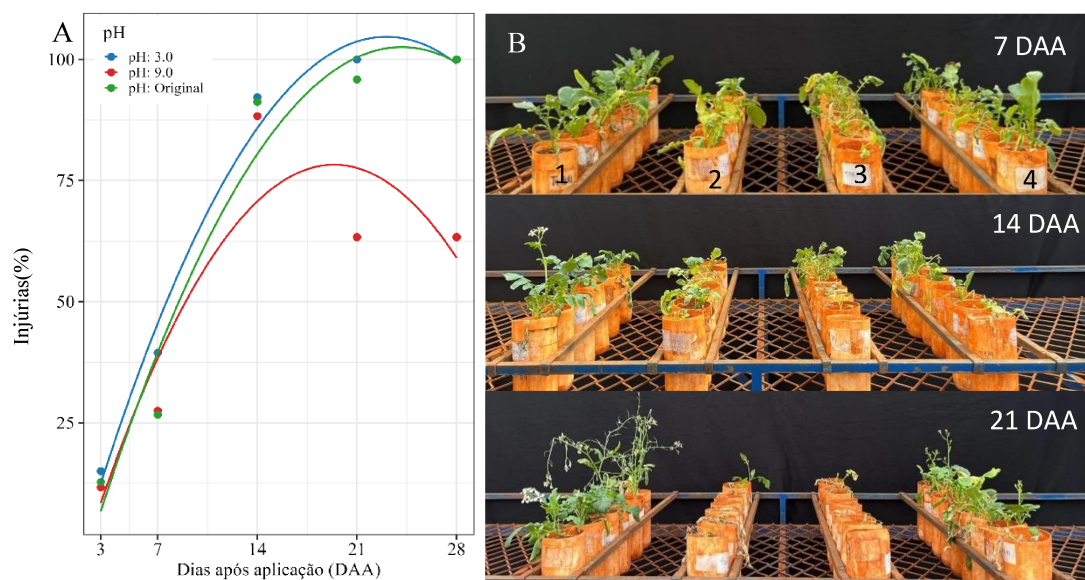 A
pH
pH: 3.0
pH: 9.0
pH: Original
100
75
50
25
Injúrias(%)
3 7 14 21 28
Dias após aplicação (DAA)
B
7 DAA
1 2 3 4
14 DAA
21 DAA